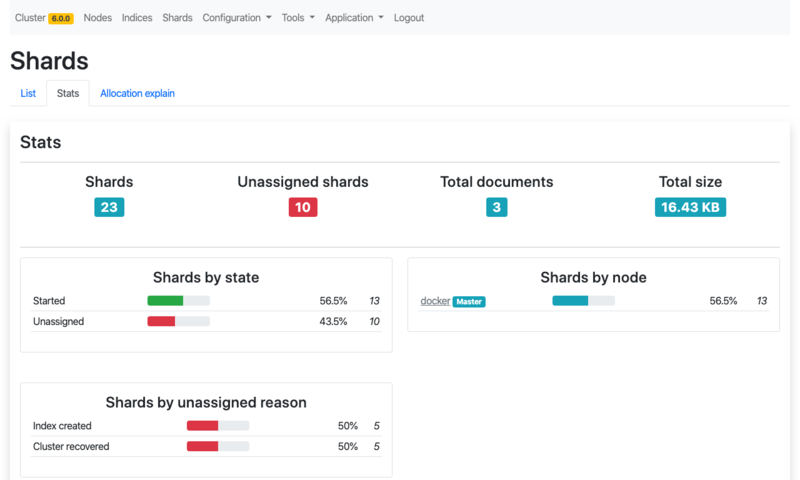 Cluster 6.0.0 Nodes Indices Shards Configuration Tools Application Logout
Shards
List Stats Allocation explain
Stats
Shards Unassigned shards Total documents Total size
23 10 3 16.43 KB
Shards by state
Started 56.5% 13
Unassigned 43.5% 10
Shards by node
docker Master 56.5% 13
Shards by unassigned reason
Index created 50% 5
Cluster recovered 50% 5